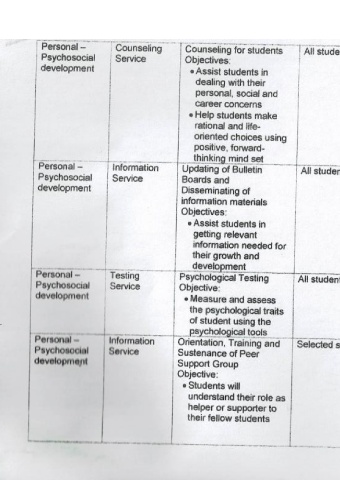 Personal –
Psychosocial
development
Counseling
Service
Counseling for students
Objectives:
• Assist students in
dealing with their
personal, social and
career concerns
• Help students make
rational and life-
oriented choices using
positive, forward-
thinking mind set
All stude
Personal –
Psychosocial
development
Information
Service
Updating of Bulletin
Boards and
Disseminating of
information materials
Objectives:
• Assist students in
getting relevant
information needed for
their growth and
development
All studen
Personal –
Psychosocial
development
Testing
Service
Psychological Testing
Objective:
• Measure and assess
the psychological traits
of student using the
psychological tools
All student
Personal –
Psychosocial
development
Information
Service
Orientation, Training and
Sustenance of Peer
Support Group
Objective:
• Students will
understand their role as
helper or supporter to
their fellow students
Selected s